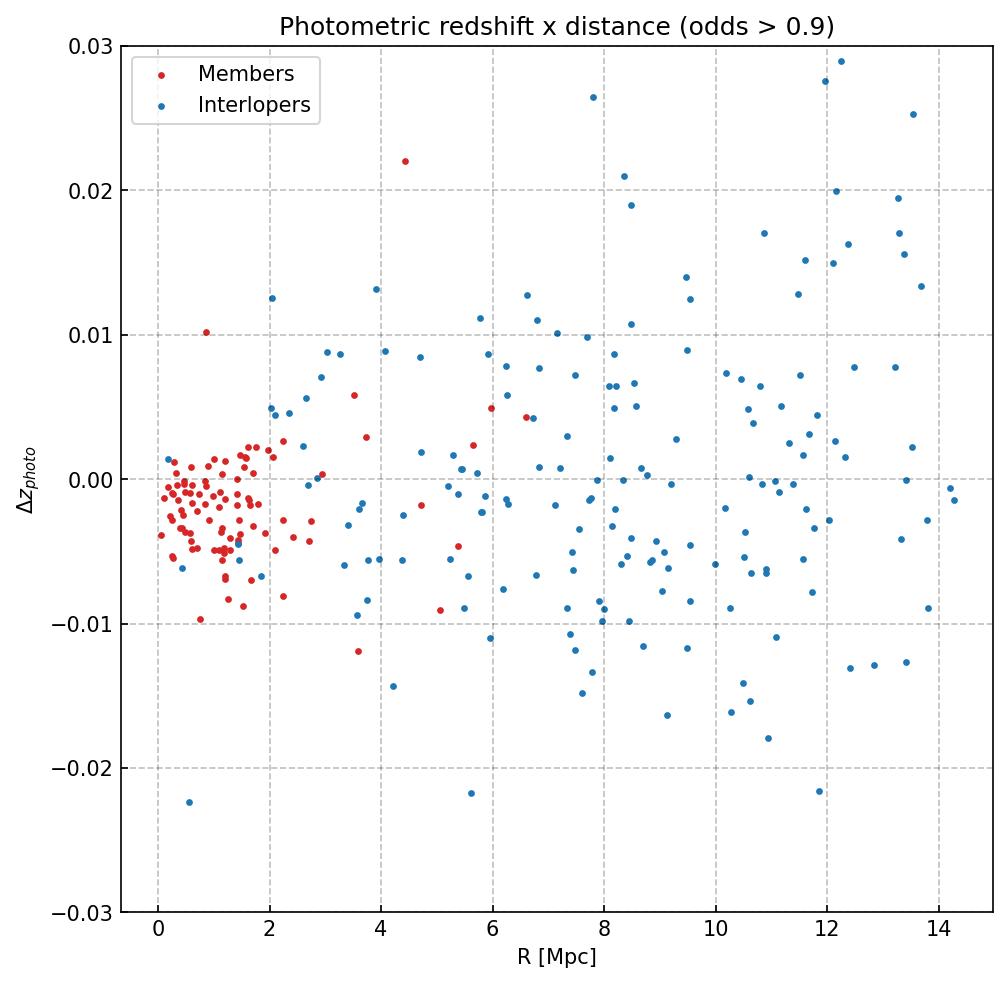 Photometric redshift x distance (odds > 0.9)
Members
Interlopers
0.03
0.02
0.01
0.00
−0.01
−0.02
−0.03
Δz_photo
0 2 4 6 8 10 12 14
R [Mpc]